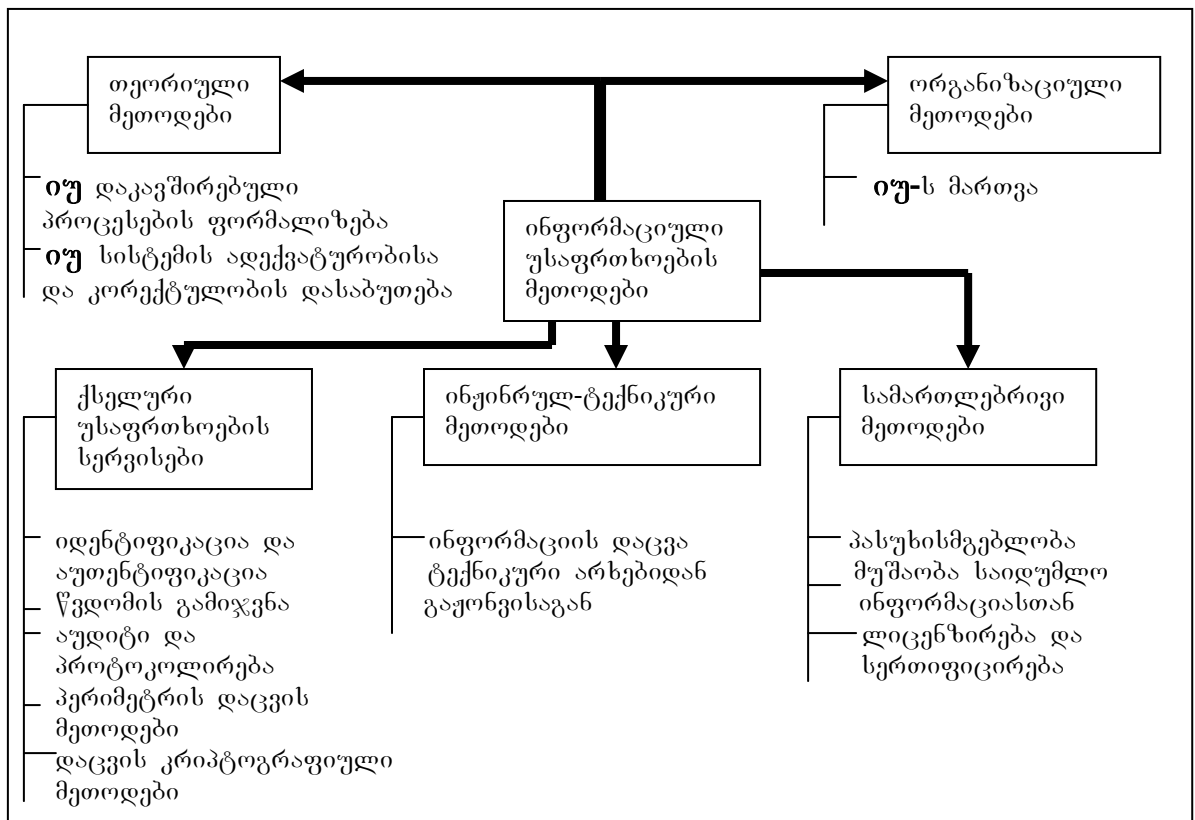 თეორიული
მეთოდები
ორგანიზაციული
მეთოდები
იუ დაკავშირებული
პროცესების ფორმალიზება
იუ სისტემის ადექვატურობისა
და კორექტულობის დასაბუთება
იუ-ს მართვა
ინფორმაციული
უსაფრთხოების
მეთოდები
ქსელური
უსაფრთხოების
სერვისები
ინჟინრულ-ტექნიკური
მეთოდები
სამართლებრივი
მეთოდები
იდენტიფიკაცია და
აუთენტიფიკაცია
წვდომის გამიჯვნა
აუდიტი და
პროტოკოლირება
პერიმეტრის დაცვის
მეთოდები
დაცვის კრიპტოგრაფიული
მეთოდები
ინფორმაციის დაცვა
ტექნიკური არხებიდან
გაჟონვისაგან
პასუხისმგებლობა
მუშაობა საიდუმლო
ინფორმაციასთან
ლიცენზირება და
სერთიფიცირება